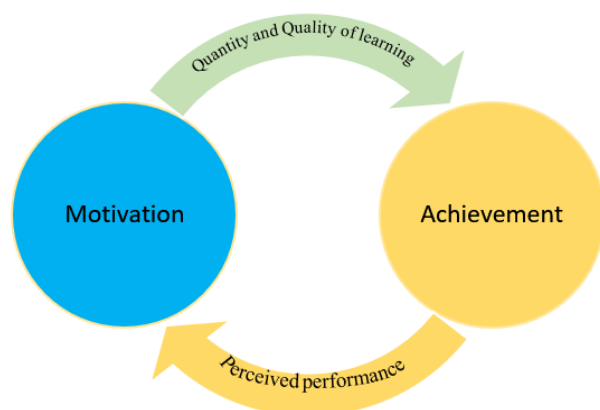 Quantity and Quality of learning
Motivation
Achievement
Perceived performance